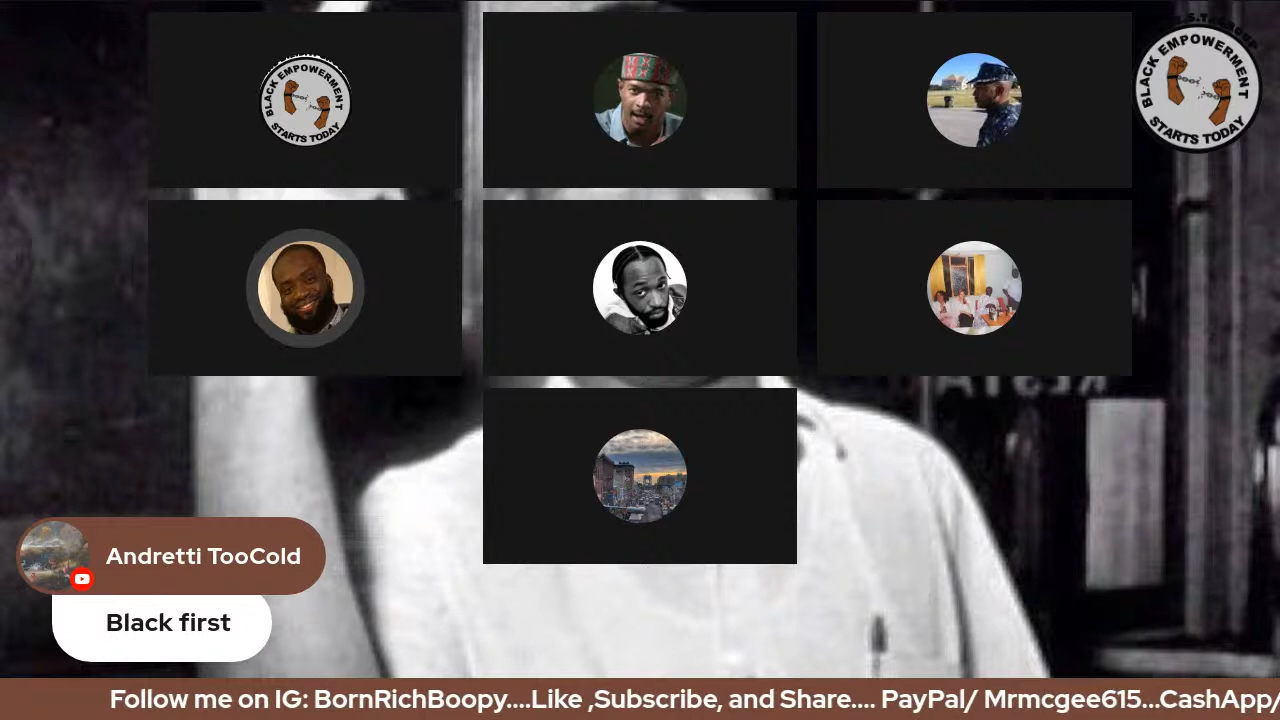 BLACK EMPOWERMENT
STARTS TODAY
BLACK EMPOWERMENT
STARTS TODAY
Andretti TooCold
Black first
Follow me on IG: BornRichBoopy....Like ,Subscribe, and Share.... PayPal/ Mrmcgee615...CashApp/